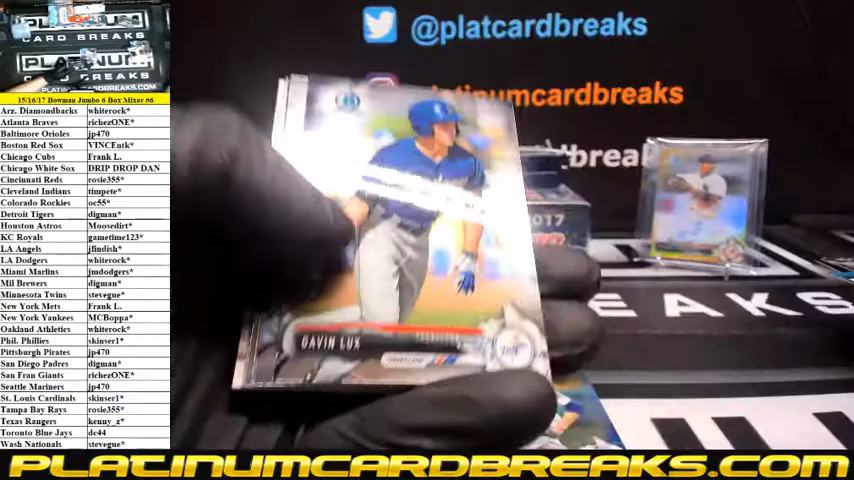 CARD BREAKS
PLATINUM
CARD BREAKS
15/16/17 Bowman Jumbo 6 Box Mixer #6
Arz. Diamondbacks whiterock*
Atlanta Braves richezONE*
Baltimore Orioles jp470
Boston Red Sox VINCEntk*
Chicago Cubs Frank L.
Chicago White Sox DRIP DROP DAN
Cincinnati Reds rosie355*
Cleveland Indians timpete*
Colorado Rockies oc55*
Detroit Tigers digman*
Houston Astros Moosedirt*
KC Royals gametime123*
LA Angels jfindish*
LA Dodgers whiterock*
Miami Marlins jmdodgers*
Mil Brewers digman*
Minnesota Twins stevegue*
New York Mets Frank L.
New York Yankees MCBoppa*
Oakland Athletics whiterock*
Phil. Phillies skinser1*
Pittsburgh Pirates jp470
San Diego Padres digman*
San Fran Giants richezONE*
Seattle Mariners jp470
St. Louis Cardinals skinser1*
Tampa Bay Rays rosie355*
Texas Rangers kenny_z*
Toronto Blue Jays dc44
Wash Nationals stevegue*
@platcardbreaks
platinumcardbreaks
breaks
2017
GAVIN LUX
BREAKS
PLATINUMCARDBREAKS.COM